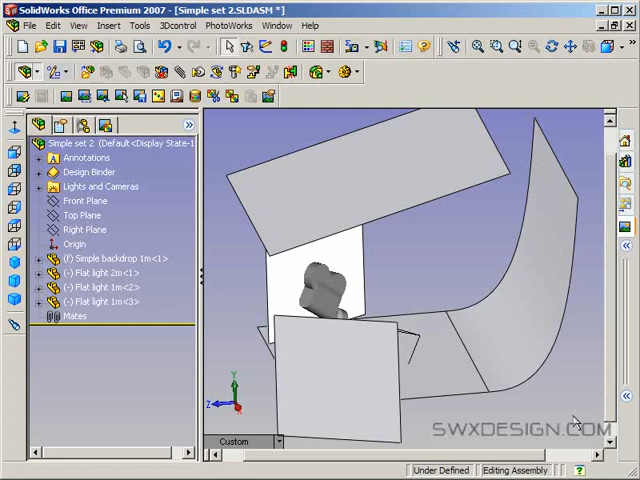 SolidWorks Office Premium 2007 - [Simple set 2.SLDASM *]
File Edit View Insert Tools Toolbox COSMOS PhotoWorks Window Help
Simple set 2 (Default<Display State-1
Annotations
Design Binder
Lights and Cameras
Front Plane
Top Plane
Right Plane
Origin
(f) Simple backdrop 1m<1>
(-) Flat light 2m<1>
(-) Flat light 1m<2>
(-) Flat light 1m<3>
Mates
Y
Z
Custom
SWXDESIGN.COM
Under Defined Editing Assembly